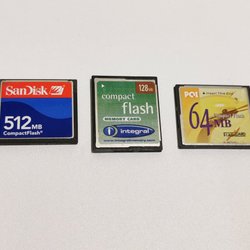 SanDisk
512MB
CompactFlash
128MB
compact
flash
MEMORY CARD
integral
PQI
64MB